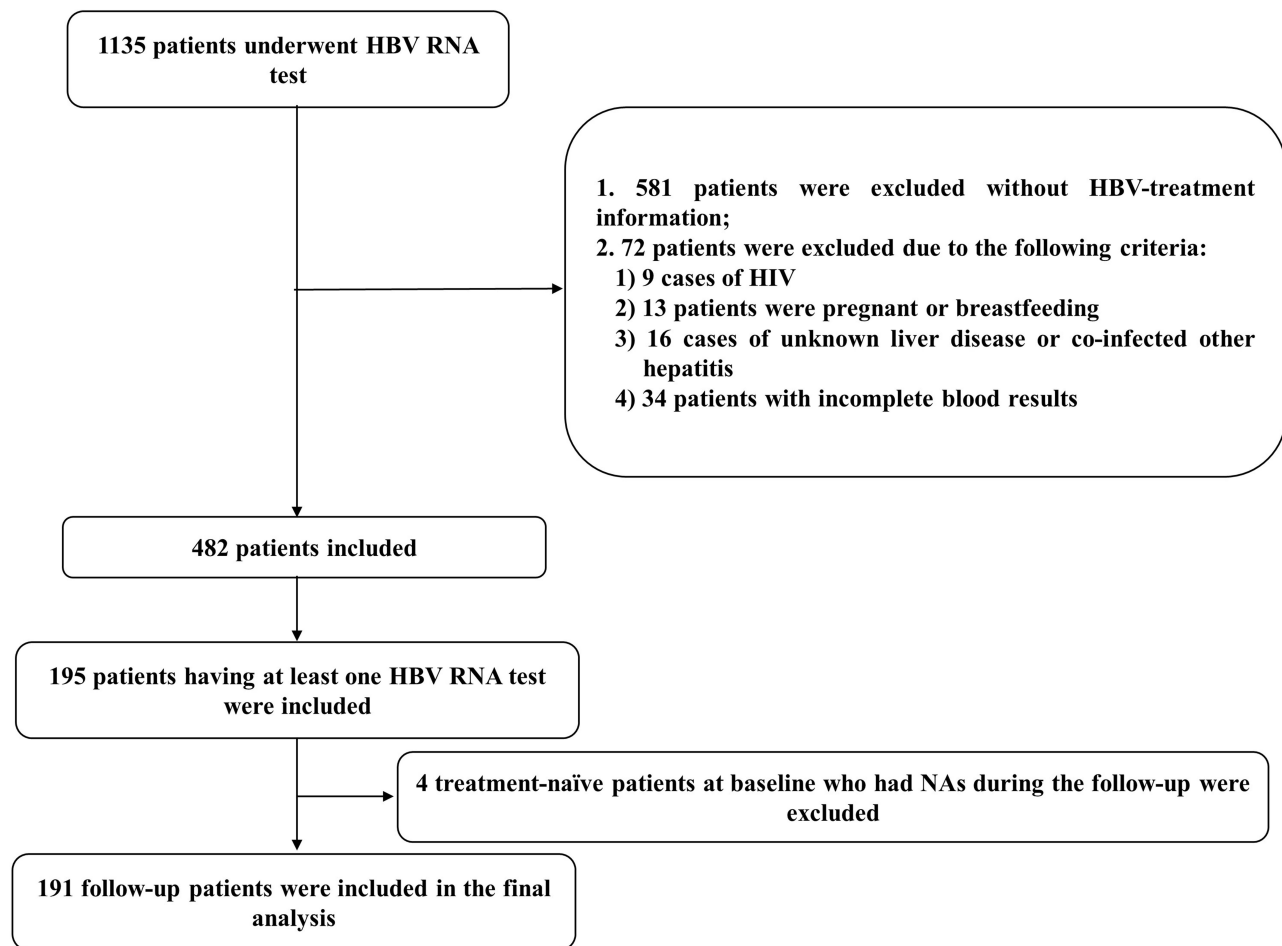 1135 patients underwent HBV RNA
test
1. 581 patients were excluded without HBV-treatment
information;
2. 72 patients were excluded due to the following criteria:
1) 9 cases of HIV
2) 13 patients were pregnant or breastfeeding
3) 16 cases of unknown liver disease or co-infected other
hepatitis
4) 34 patients with incomplete blood results
482 patients included
195 patients having at least one HBV RNA test
were included
4 treatment-naïve patients at baseline who had NAs during the follow-up were
excluded
191 follow-up patients were included in the final
analysis